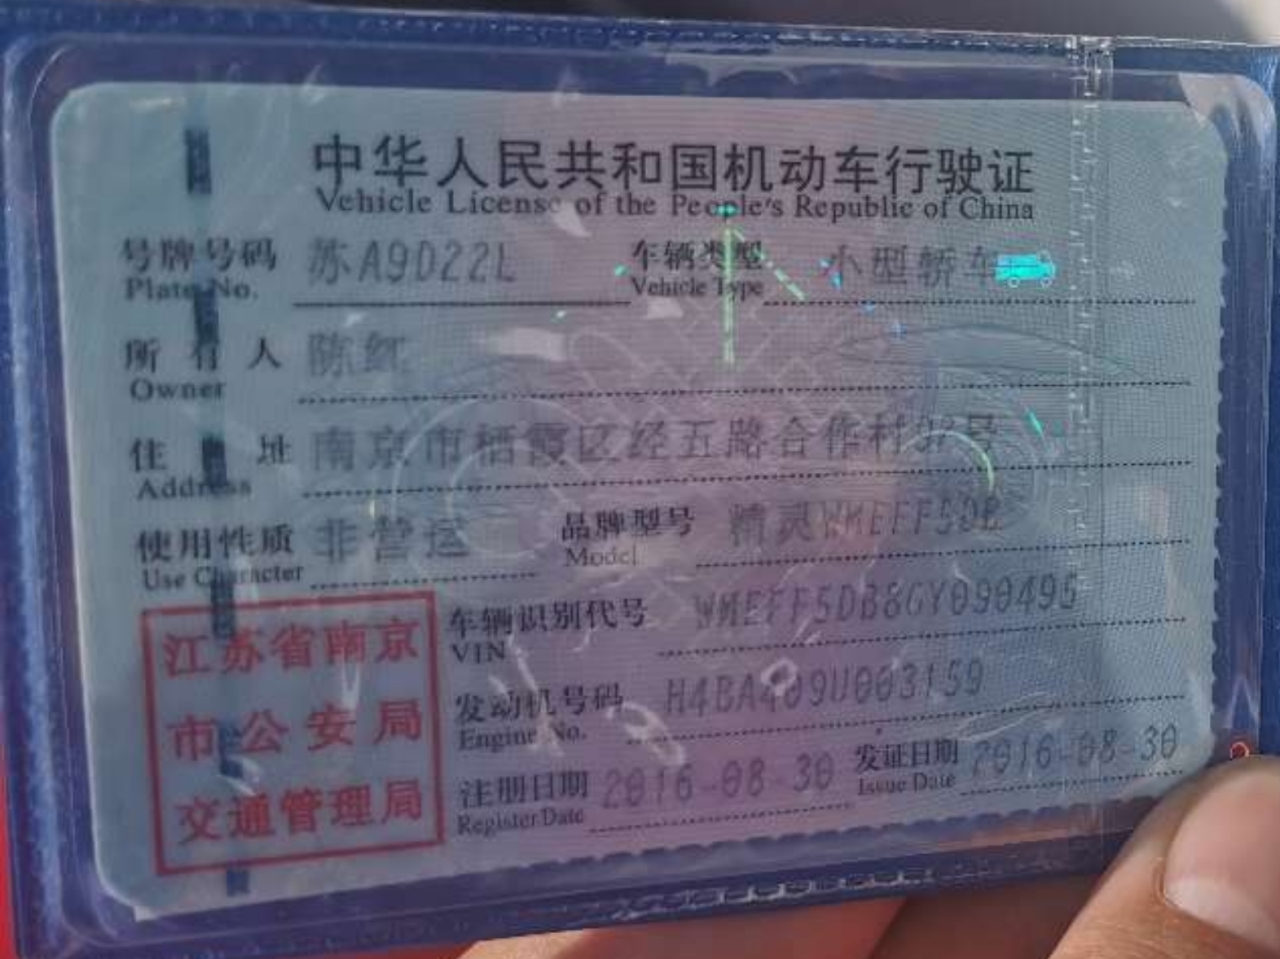 中华人民共和国机动车行驶证
Vehicle License of the People's Republic of China
号牌号码 苏A9D22L 车辆类型 小型轿车
Plate No. Vehicle Type
所有人 陈红
Owner
住址 南京市栖霞区经五路合作村97号
Address
使用性质 非营运 品牌型号 精灵WMEFF5DB
Use Character Model
江苏省南京
市公安局
交通管理局
车辆识别代号 WMEFF5DB8GY090495
VIN
发动机号码 H4BA409U003159
Engine No.
注册日期 2016-08-30 发证日期 2016-08-30
Register Date Issue Date